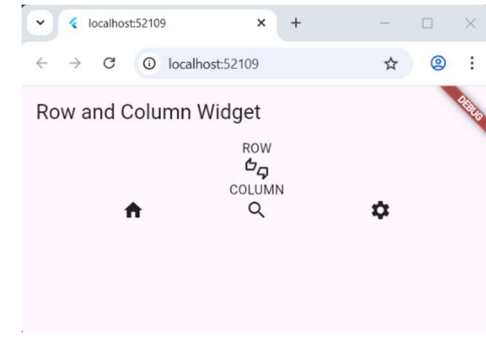 localhost:52109
localhost:52109
DEBUG
Row and Column Widget
ROW
COLUMN